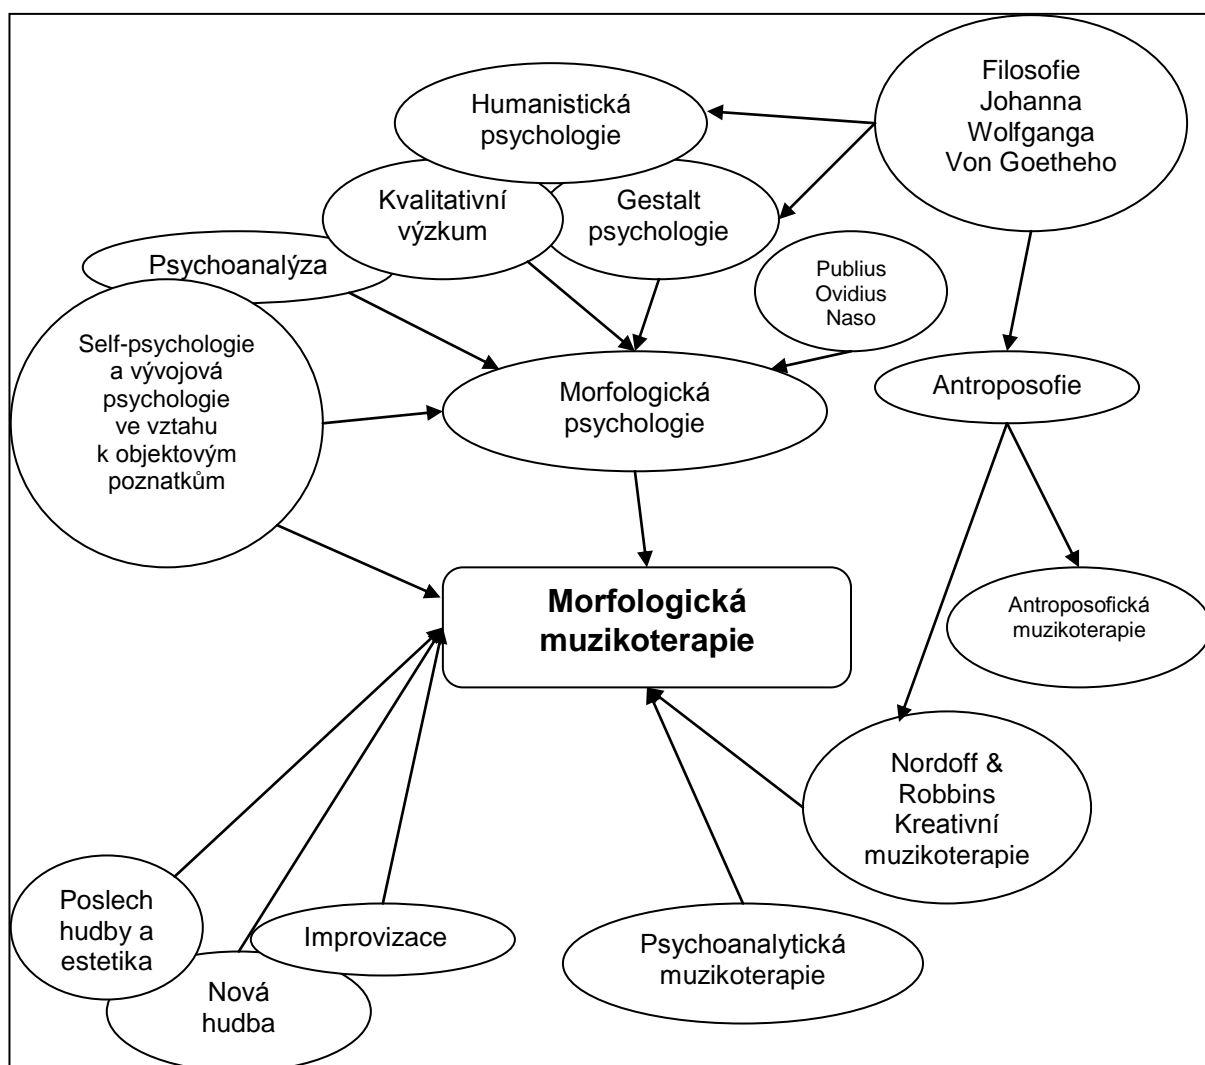 Filosofie
Johanna
Wolfganga
Von Goetheho
Humanistická
psychologie
Kvalitativní
výzkum
Gestalt
psychologie
Psychoanalýza
Publius
Ovidius
Naso
Self-psychologie
a vývojová
psychologie
ve vztahu
k objektovým
poznatkům
Morfologická
psychologie
Antroposofie
Morfologická
muzikoterapie
Antroposofická
muzikoterapie
Nordoff &
Robbins
Kreativní
muzikoterapie
Poslech
hudby a
estetika
Improvizace
Psychoanalytická
muzikoterapie
Nová
hudba